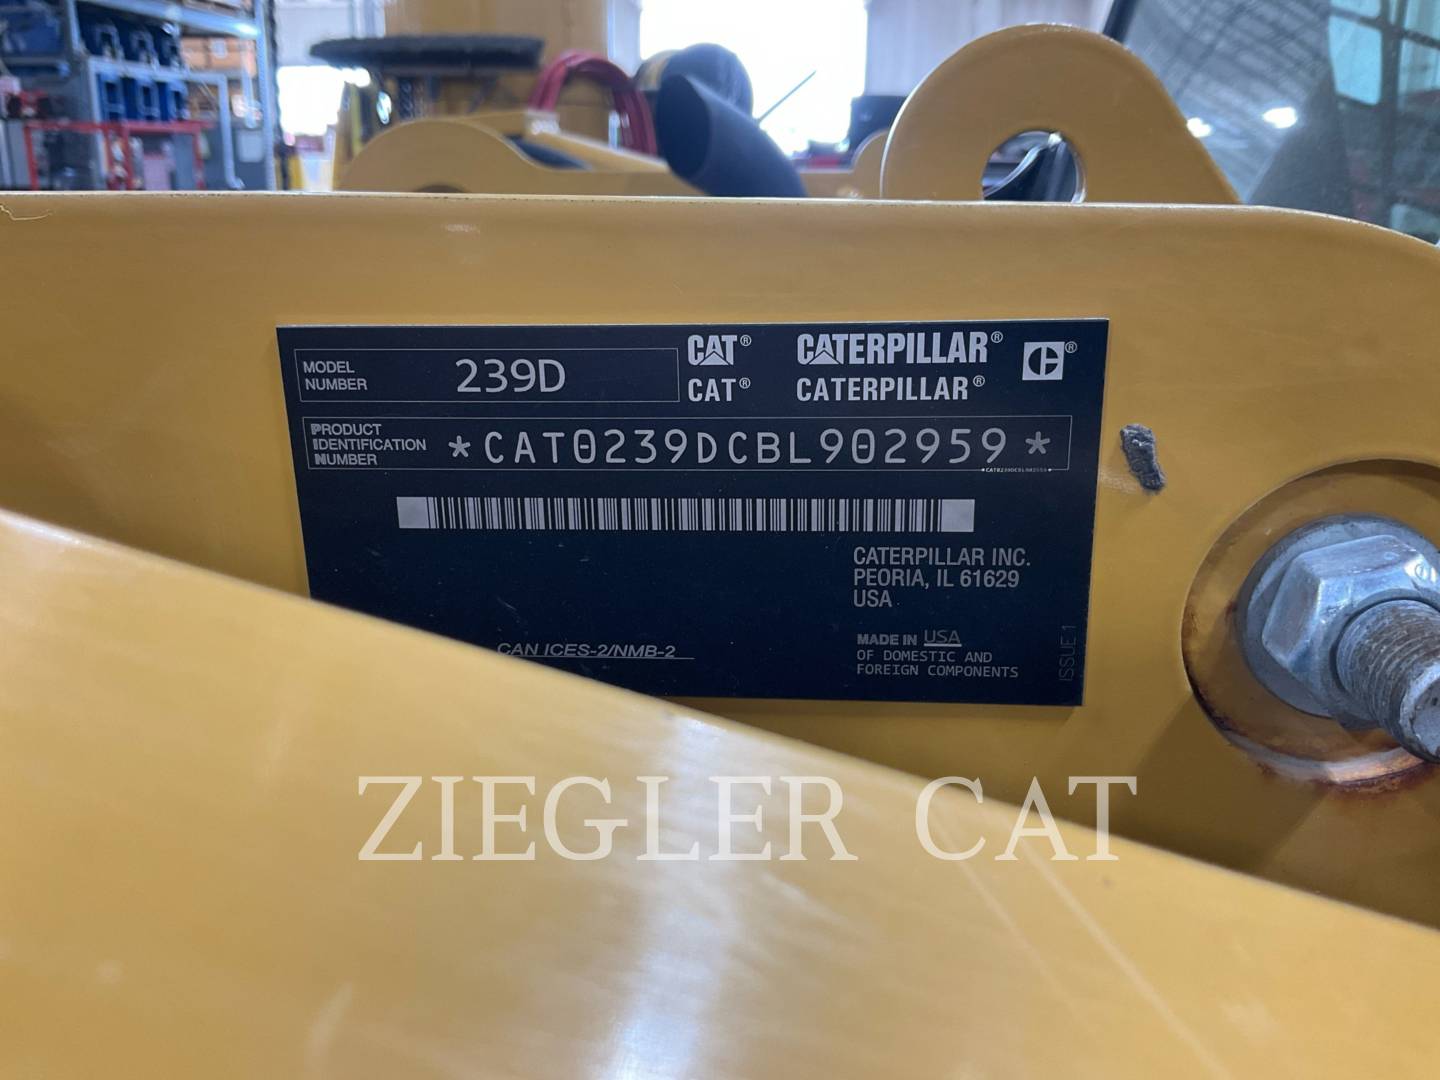 MODEL
NUMBER
239D
CAT® CATERPILLAR®
CAT® CATERPILLAR®
PRODUCT
IDENTIFICATION
NUMBER
*CAT0239DCBL902959*
*CAT0239DCBL902959*
CATERPILLAR INC.
PEORIA, IL 61629
USA
CAN ICES-2/NMB-2
MADE IN USA
OF DOMESTIC AND
FOREIGN COMPONENTS
ISSUE 1
ZIEGLER CAT